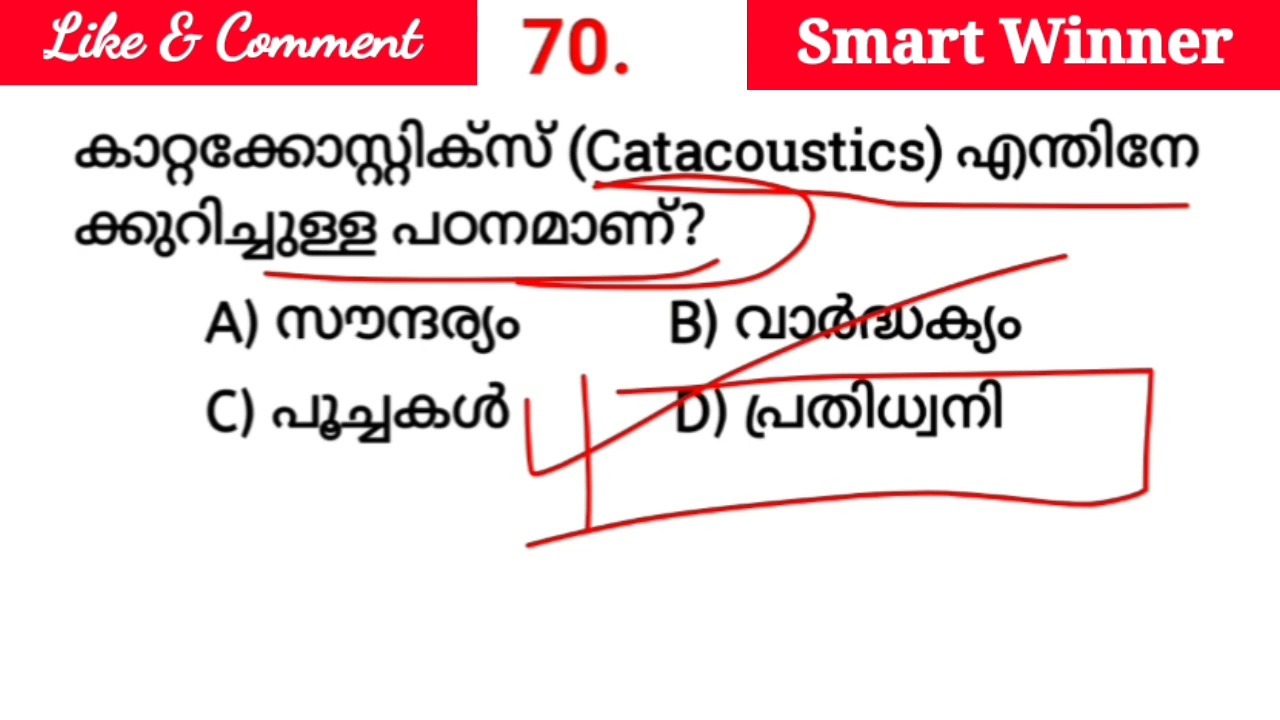 Like & Comment
70.
Smart Winner
കാറ്റക്കോസ്റ്റിക്സ് (Catacoustics) എന്തിനേ
ക്കുറിച്ചുള്ള പഠനമാണ്?
A) സൗന്ദര്യം B) വാർദ്ധക്യം
C) പൂച്ചകൾ D) പ്രതിധ്വനി